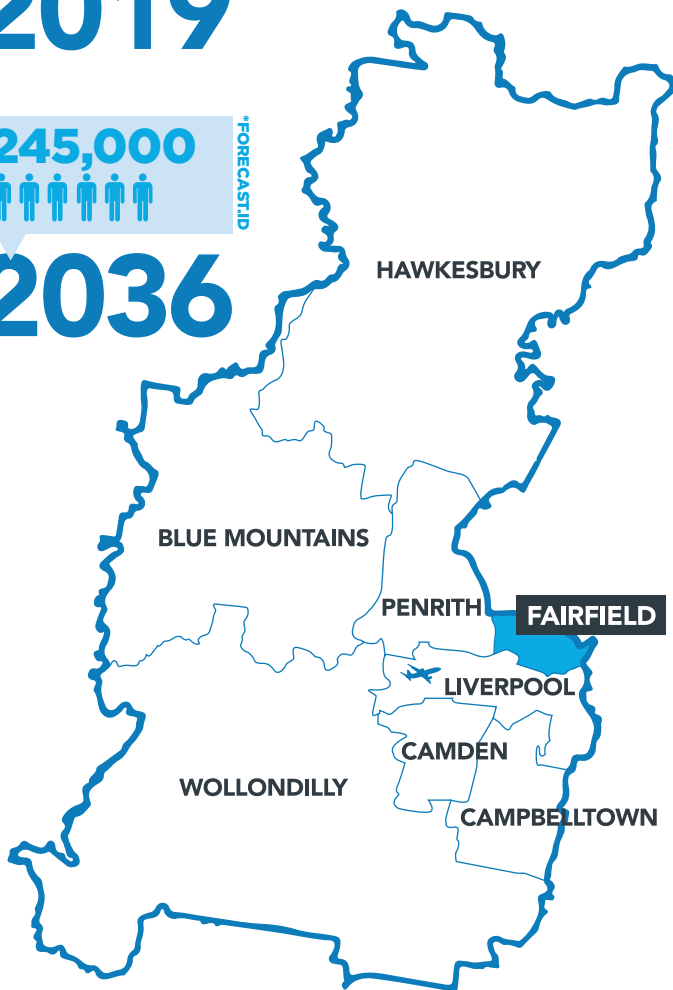 2019
245,000
*FORECAST.ID
2036
HAWKESBURY
BLUE MOUNTAINS
PENRITH
FAIRFIELD
LIVERPOOL
CAMDEN
WOLLONDILLY
CAMPBELLTOWN